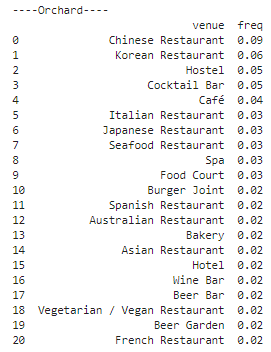 ----Orchard----
venue freq
0 Chinese Restaurant 0.09
1 Korean Restaurant 0.06
2 Hostel 0.05
3 Cocktail Bar 0.05
4 Café 0.04
5 Italian Restaurant 0.03
6 Japanese Restaurant 0.03
7 Seafood Restaurant 0.03
8 Spa 0.03
9 Food Court 0.03
10 Burger Joint 0.02
11 Spanish Restaurant 0.02
12 Australian Restaurant 0.02
13 Bakery 0.02
14 Asian Restaurant 0.02
15 Hotel 0.02
16 Wine Bar 0.02
17 Beer Bar 0.02
18 Vegetarian / Vegan Restaurant 0.02
19 Beer Garden 0.02
20 French Restaurant 0.02